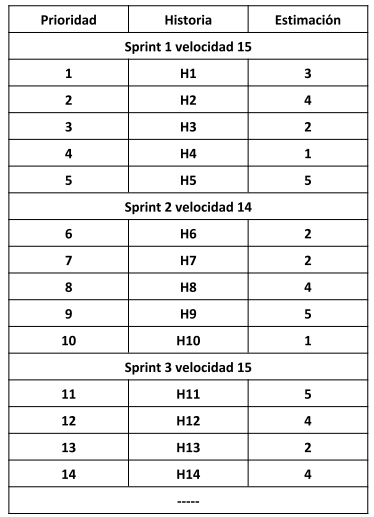 Prioridad Historia Estimación
Sprint 1 velocidad 15
1 H1 3
2 H2 4
3 H3 2
4 H4 1
5 H5 5
Sprint 2 velocidad 14
6 H6 2
7 H7 2
8 H8 4
9 H9 5
10 H10 1
Sprint 3 velocidad 15
11 H11 5
12 H12 4
13 H13 2
14 H14 4
-----